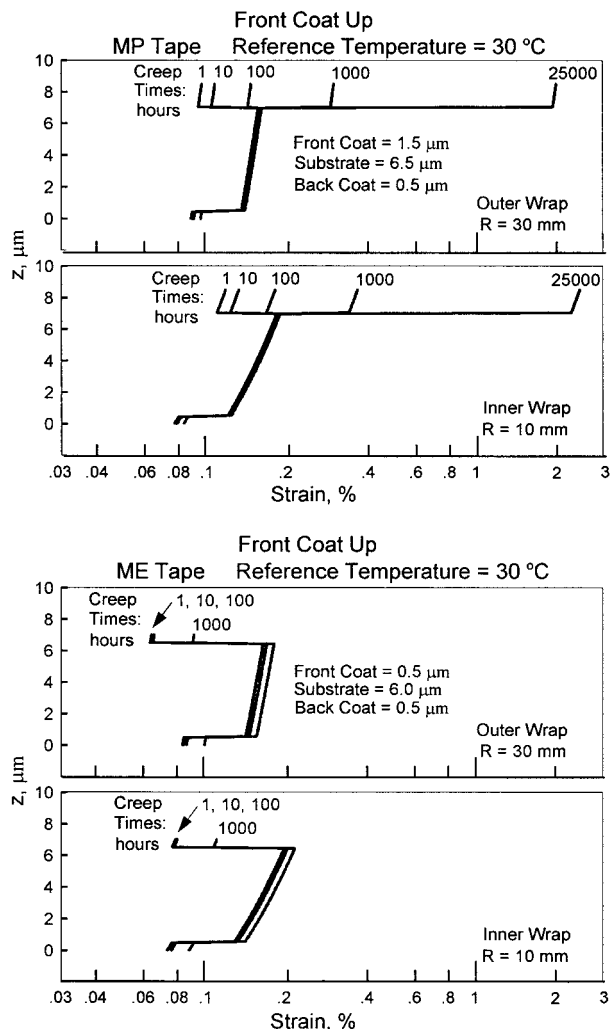 Front Coat Up
MP Tape Reference Temperature = 30 ºC
10
8
6
4
2
0
Creep
Times:
hours
1 10 100 1000 25000
Front Coat = 1.5 µm
Substrate = 6.5 µm
Back Coat = 0.5 µm
Outer Wrap
R = 30 mm
z, µm
10
8
6
4
2
0
Creep
Times:
hours
1 10 100 1000 25000
Inner Wrap
R = 10 mm
.03 .04 .06 .08 .1 .2 .4 .6 .8 1 2 3
Strain, %
Front Coat Up
ME Tape Reference Temperature = 30 ºC
10
8
6
4
2
0
Creep
Times:
hours
1, 10, 100
1000
Front Coat = 0.5 µm
Substrate = 6.0 µm
Back Coat = 0.5 µm
Outer Wrap
R = 30 mm
z, µm
10
8
6
4
2
0
Creep
Times:
hours
1, 10, 100
1000
Inner Wrap
R = 10 mm
.03 .04 .06 .08 .1 .2 .4 .6 .8 1 2 3
Strain, %